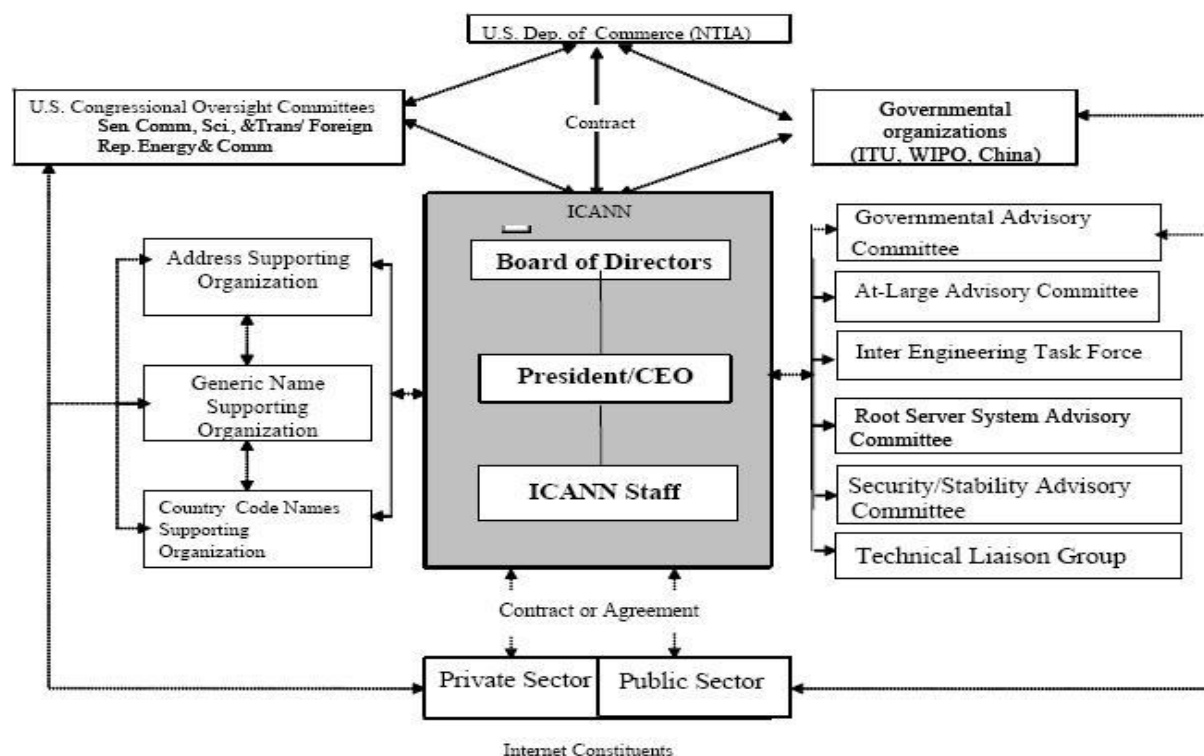 U.S. Dep. of Commerce (NTIA)
U.S. Congressional Oversight Committees
Sen Comm, Sci., &Trans/ Foreign
Rep. Energy & Comm
Contract
Governmental
organizations
(ITU, WIPO, China)
ICANN
Board of Directors
President/CEO
ICANN Staff
Address Supporting
Organization
Generic Name
Supporting
Organization
Country Code Names
Supporting
Organization
Governmental Advisory
Committee
At-Large Advisory Committee
Inter Engineering Task Force
Root Server System Advisory
Committee
Security/Stability Advisory
Committee
Technical Liaison Group
Contract or Agreement
Private Sector
Public Sector
Internet Constituents